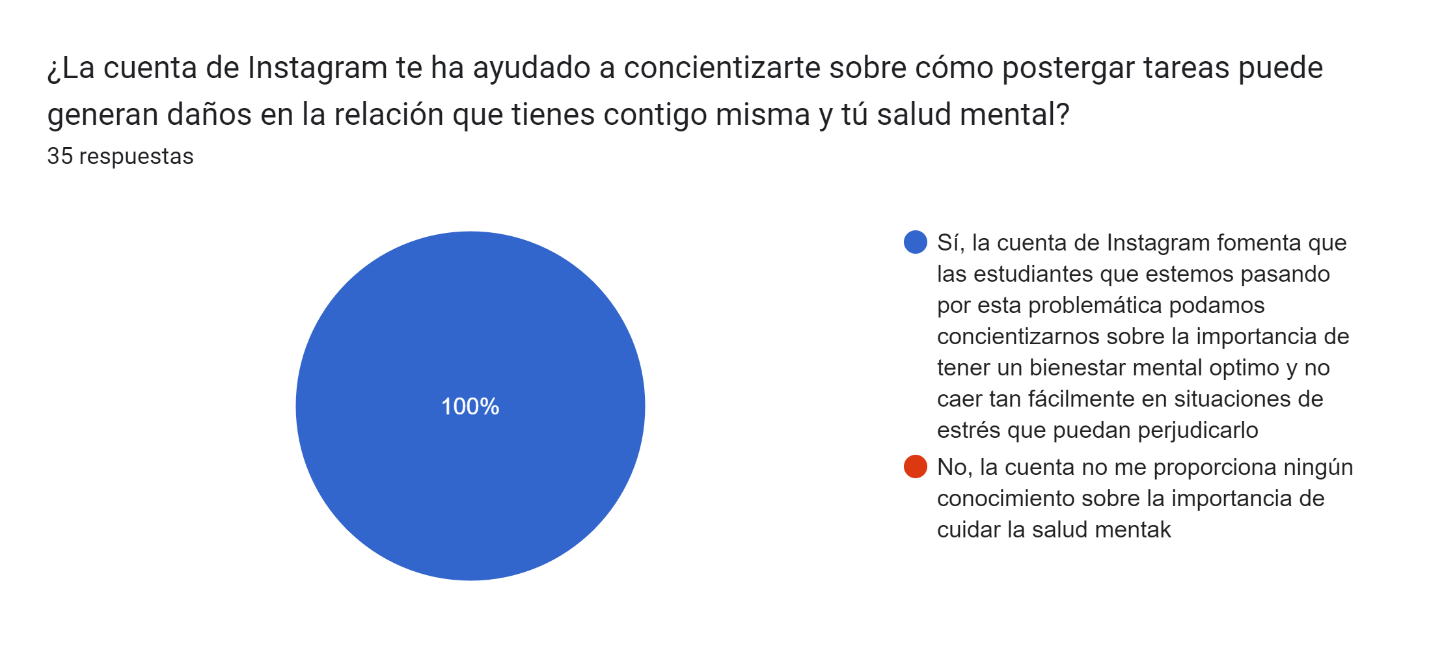 ¿La cuenta de Instagram te ha ayudado a concientizarte sobre cómo postergar tareas puede
generan daños en la relación que tienes contigo misma y tú salud mental?
35 respuestas
100%
Sí, la cuenta de Instagram fomenta que
las estudiantes que estemos pasando
por esta problemática podamos
concientizarnos sobre la importancia de
tener un bienestar mental optimo y no
caer tan fácilmente en situaciones de
estrés que puedan perjudicarlo
No, la cuenta no me proporciona ningún
conocimiento sobre la importancia de
cuidar la salud mentak